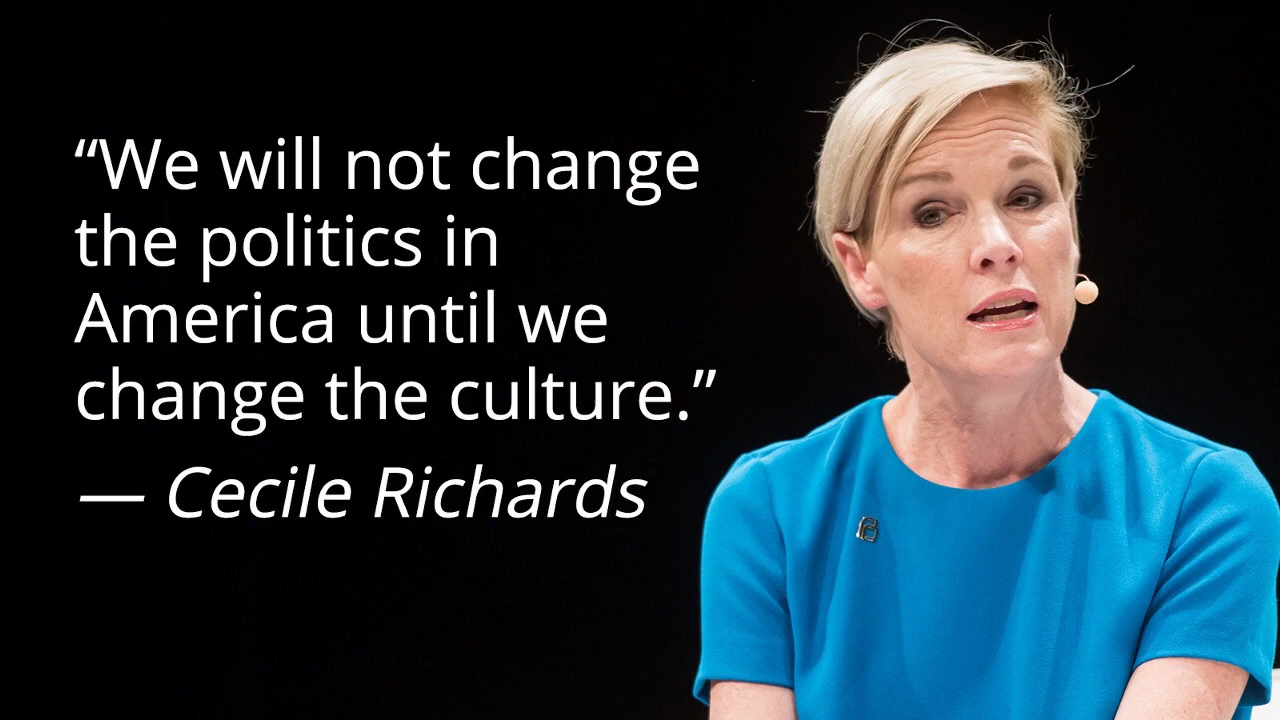 “We will not change
the politics in
America until we
change the culture.”
— Cecile Richards